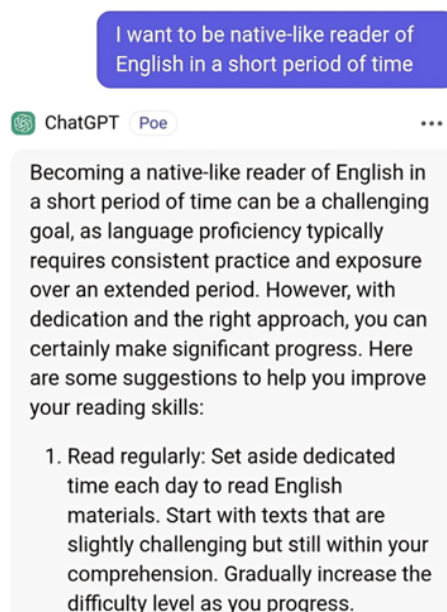 I want to be native-like reader of
English in a short period of time
ChatGPT Poe
Becoming a native-like reader of English in
a short period of time can be a challenging
goal, as language proficiency typically
requires consistent practice and exposure
over an extended period. However, with
dedication and the right approach, you can
certainly make significant progress. Here
are some suggestions to help you improve
your reading skills:
1. Read regularly: Set aside dedicated
time each day to read English
materials. Start with texts that are
slightly challenging but still within your
comprehension. Gradually increase the
difficulty level as you progress.